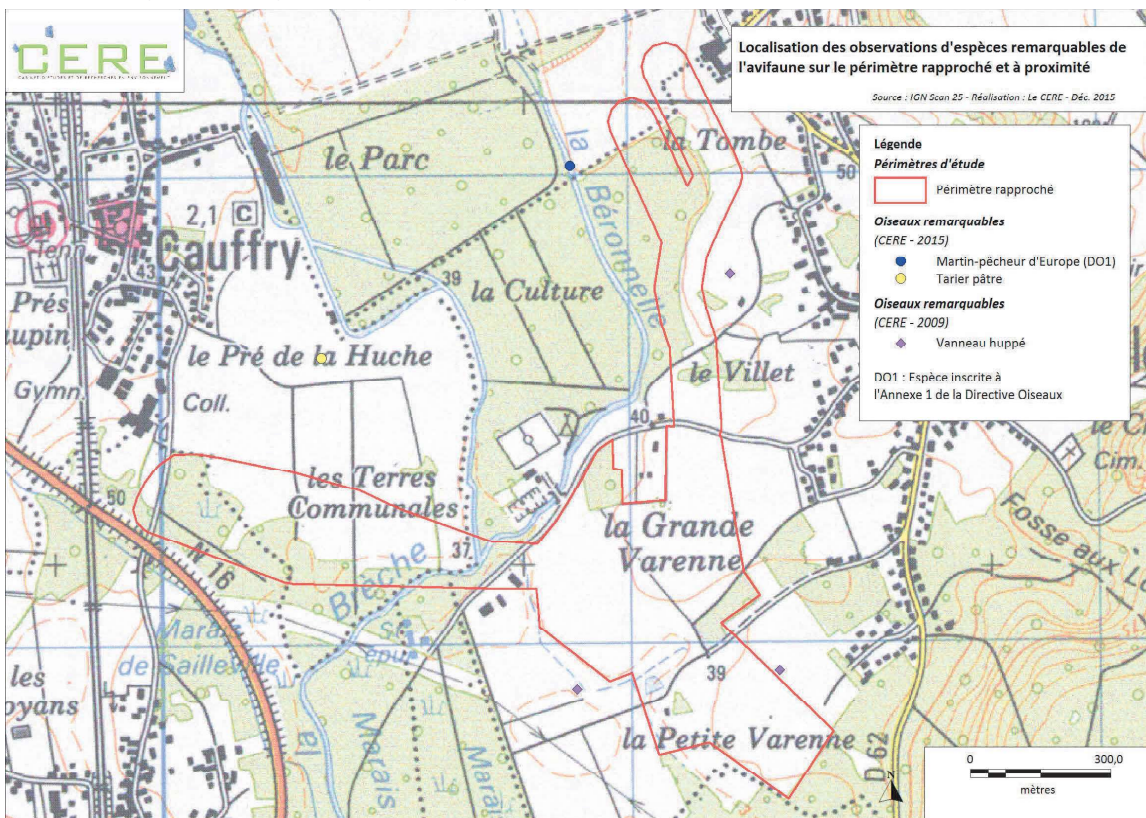 CERE
Localisation des observations d'espèces remarquables de
l'avifaune sur le périmètre rapproché et à proximité
Source : IGN Scan 25 - Réalisation : Le CERE - Déc. 2015
Légende
Périmètres d'étude
Périmètre rapproché
Oiseaux remarquables
(CERE - 2015)
Martin-pêcheur d'Europe (DO1)
Tarier pâtre
Oiseaux remarquables
(CERE - 2009)
Vanneau huppé
DO1 : Espèce inscrite à
l'Annexe 1 de la Directive Oiseaux
le Parc
la Tombe
50
la Béronnelle
2,1 C
Cauffry
43
39
la Culture
Prés
le Pré de la Huche
le Villet
Gymn.
Coll.
40
les Terres
Communales
50
N 16
37
la Grande
Varenne
Cim.
Fosse aux
Brèche
Marais
de Sailleville
39
les
la Petite Varenne
la
Marais
D 62
N
0 300,0
mètres